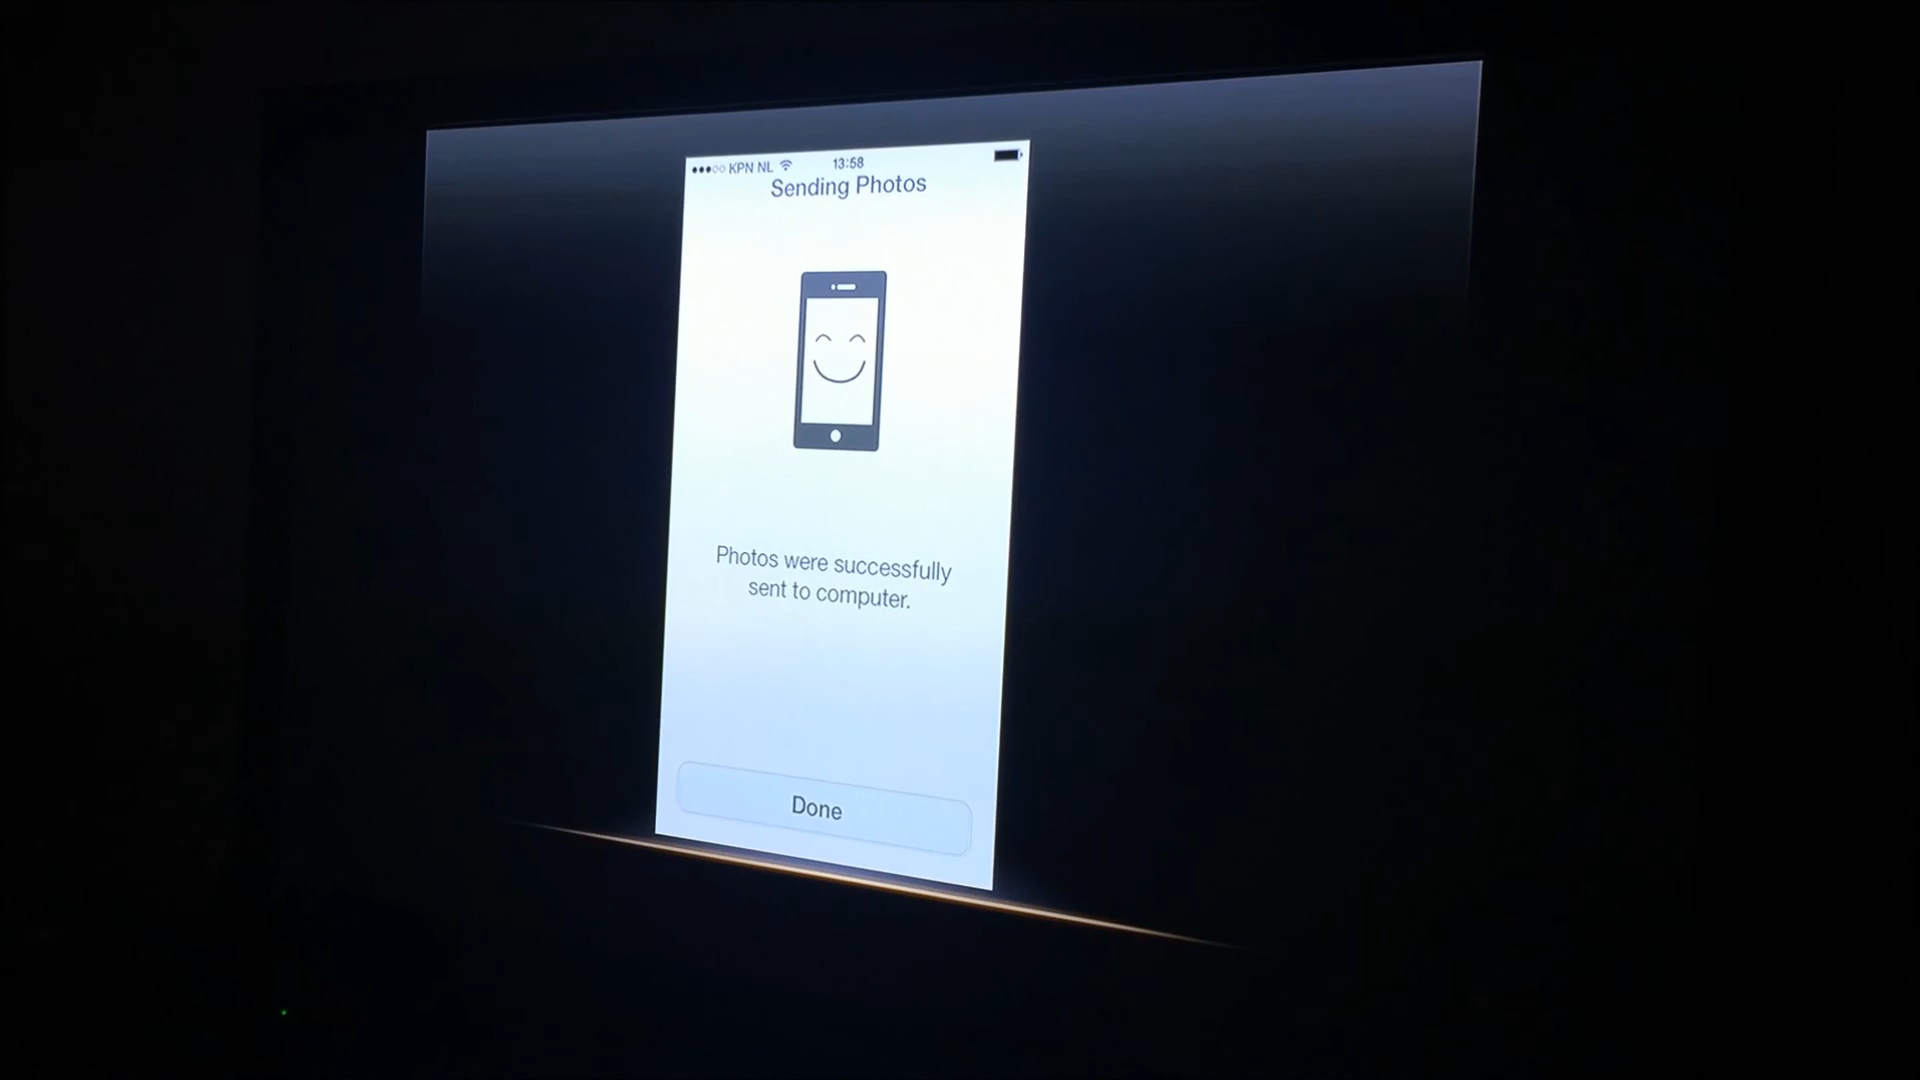 KPN NL 13:58
Sending Photos
Photos were successfully
sent to computer.
Done